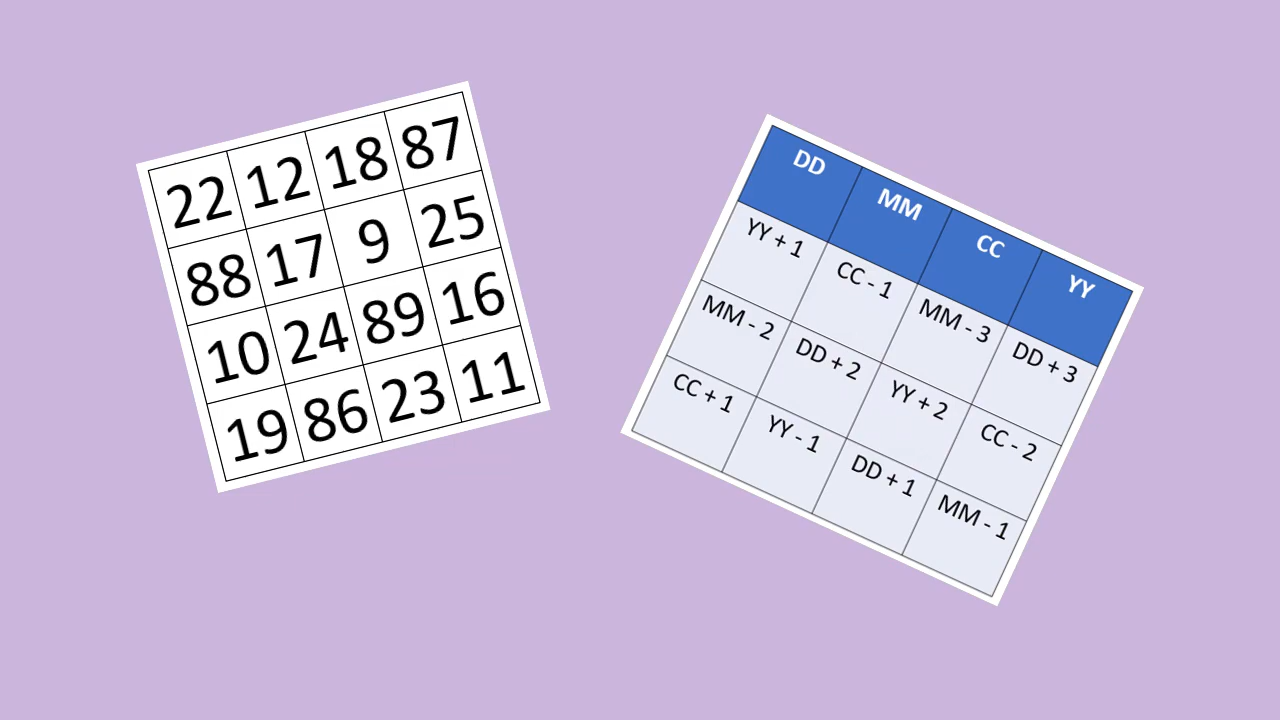 22 12 18 87
88 17 9 25
10 24 89 16
19 86 23 11
DD MM CC YY
YY + 1 CC - 1 MM - 3 DD + 3
MM - 2 DD + 2 YY + 2 CC - 2
CC + 1 YY - 1 DD + 1 MM - 1